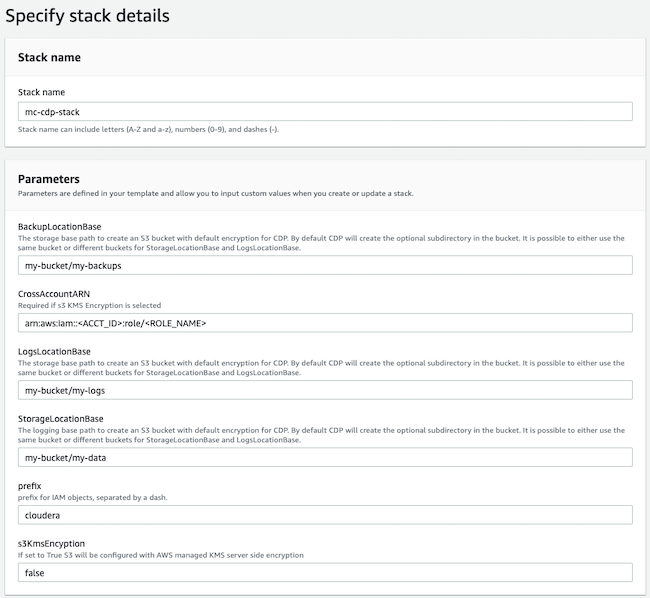 Specify stack details
Stack name
Stack name
mc-cdp-stack
Stack name can include letters (A-Z and a-z), numbers (0-9), and dashes (-).
Parameters
Parameters are defined in your template and allow you to input custom values when you create or update a stack.
BackupLocationBase
The storage base path to create an S3 bucket with default encryption for CDP. By default CDP will create the optional subdirectory in the bucket. It is possible to either use the
same bucket or different buckets for StorageLocationBase and LogsLocationBase.
my-bucket/my-backups
CrossAccountARN
Required if s3 KMS Encryption is selected
arn:aws:iam::<ACCT_ID>:role/<ROLE_NAME>
LogsLocationBase
The storage base path to create an S3 bucket with default encryption for CDP. By default CDP will create the optional subdirectory in the bucket. It is possible to either use the
same bucket or different buckets for StorageLocationBase and LogsLocationBase.
my-bucket/my-logs
StorageLocationBase
The logging base path to create an S3 bucket with default encryption for CDP. By default CDP will create the optional subdirectory in the bucket. It is possible to either use the
same bucket or different buckets for StorageLocationBase and LogsLocationBase.
my-bucket/my-data
prefix
prefix for IAM objects, separated by a dash.
cloudera
s3KmsEncyption
If set to True S3 will be configured with AWS managed KMS server side encryption
false